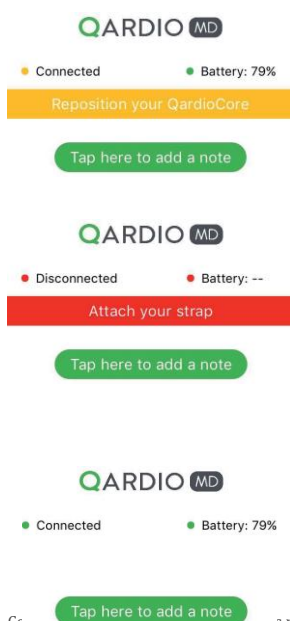 QARDIO MD
Connected Battery: 79%
Reposition your QardioCore
Tap here to add a note
QARDIO MD
Disconnected Battery: --
Attach your strap
Tap here to add a note
QARDIO MD
Connected Battery: 79%
Tap here to add a note